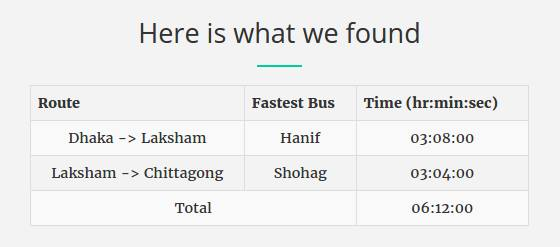 Here is what we found
Route Fastest Bus Time (hr:min:sec)
Dhaka -> Laksham Hanif 03:08:00
Laksham -> Chittagong Shohag 03:04:00
Total 06:12:00